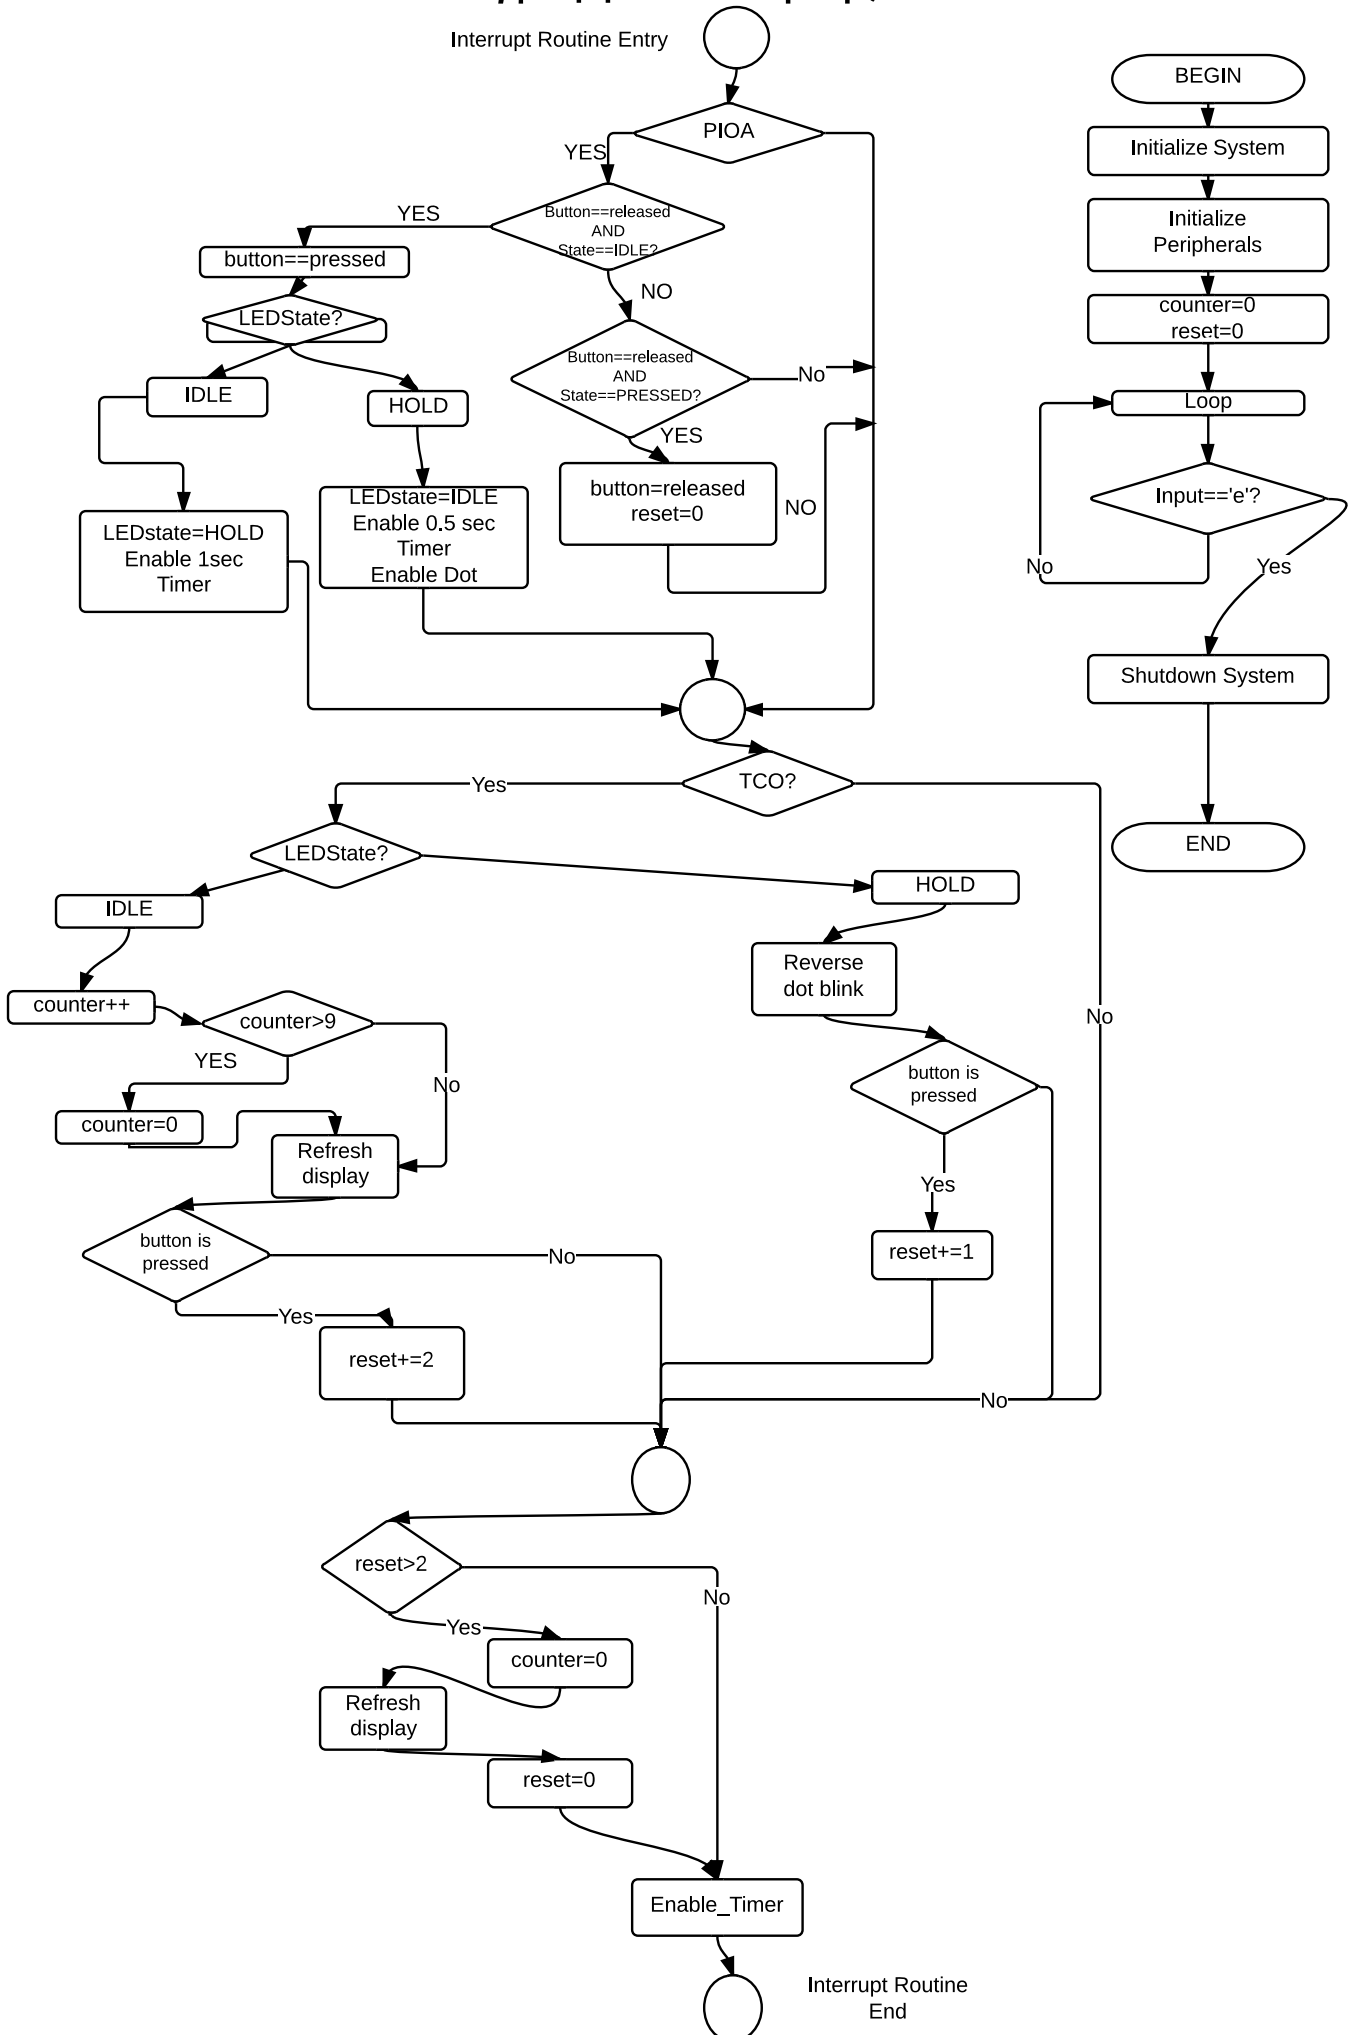 Interrupt Routine Entry
PIOA
YES
Button==released
AND
State==IDLE?
YES
button==pressed
LEDState?
NO
IDLE
HOLD
Button==released
AND
State==PRESSED?
No
YES
LEDstate=HOLD
Enable 1sec
Timer
LEDstate=IDLE
Enable 0.5 sec
Timer
Enable Dot
button=released
reset=0
NO
TCO?
Yes
No
LEDState?
IDLE
HOLD
counter++
counter>9
YES
No
counter=0
Refresh
display
Reverse
dot blink
button is
pressed
Yes
reset+=1
No
button is
pressed
No
Yes
reset+=2
reset>2
No
Yes
counter=0
Refresh
display
reset=0
Enable_Timer
Interrupt Routine
End
BEGIN
Initialize System
Initialize
Peripherals
counter=0
reset=0
Loop
Input=='e'?
No
Yes
Shutdown System
END